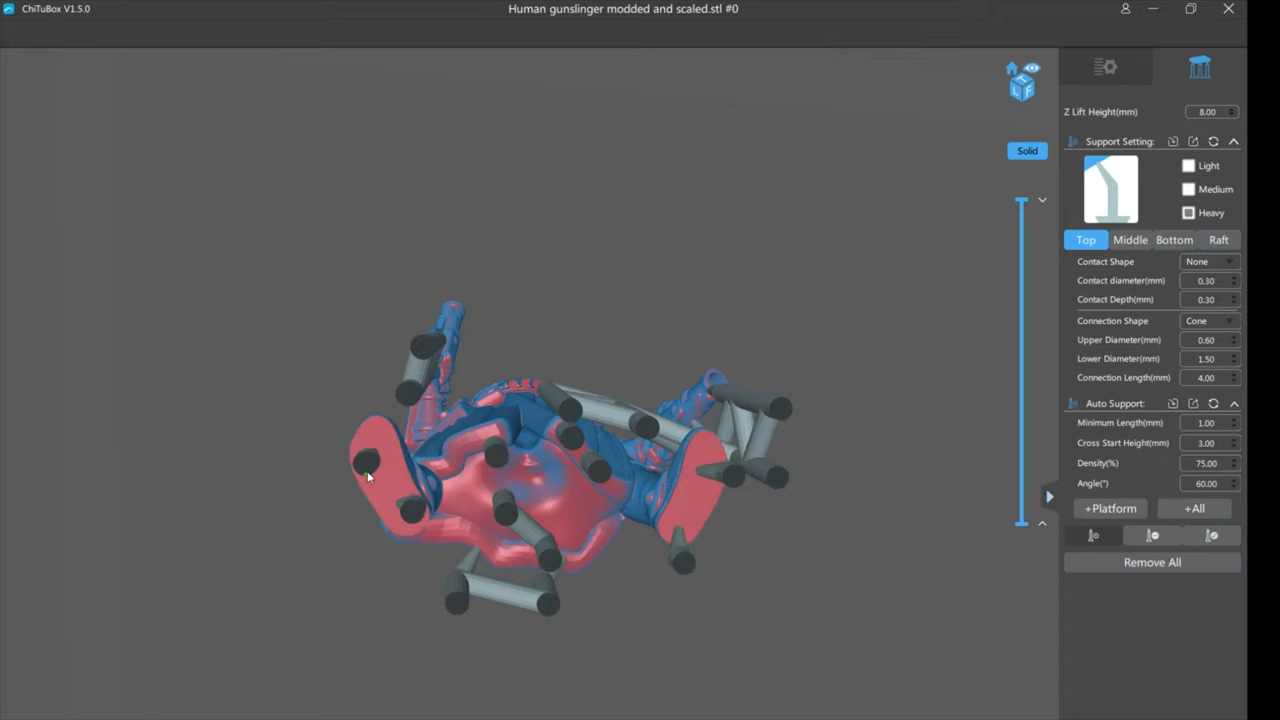 ChiTuBox V1.5.0
Human gunslinger modded and scaled.stl #0
Z Lift Height(mm) 8.00
T
L F
Solid
Support Setting:
Light
Medium
Heavy
Top Middle Bottom Raft
Contact Shape None
Contact diameter(mm) 0.30
Contact Depth(mm) 0.30
Connection Shape Cone
Upper Diameter(mm) 0.60
Lower Diameter(mm) 1.50
Connection Length(mm) 4.00
Auto Support:
Minimum Length(mm) 1.00
Cross Start Height(mm) 3.00
Density(%) 75.00
Angle(°) 60.00
+Platform +All
Remove All